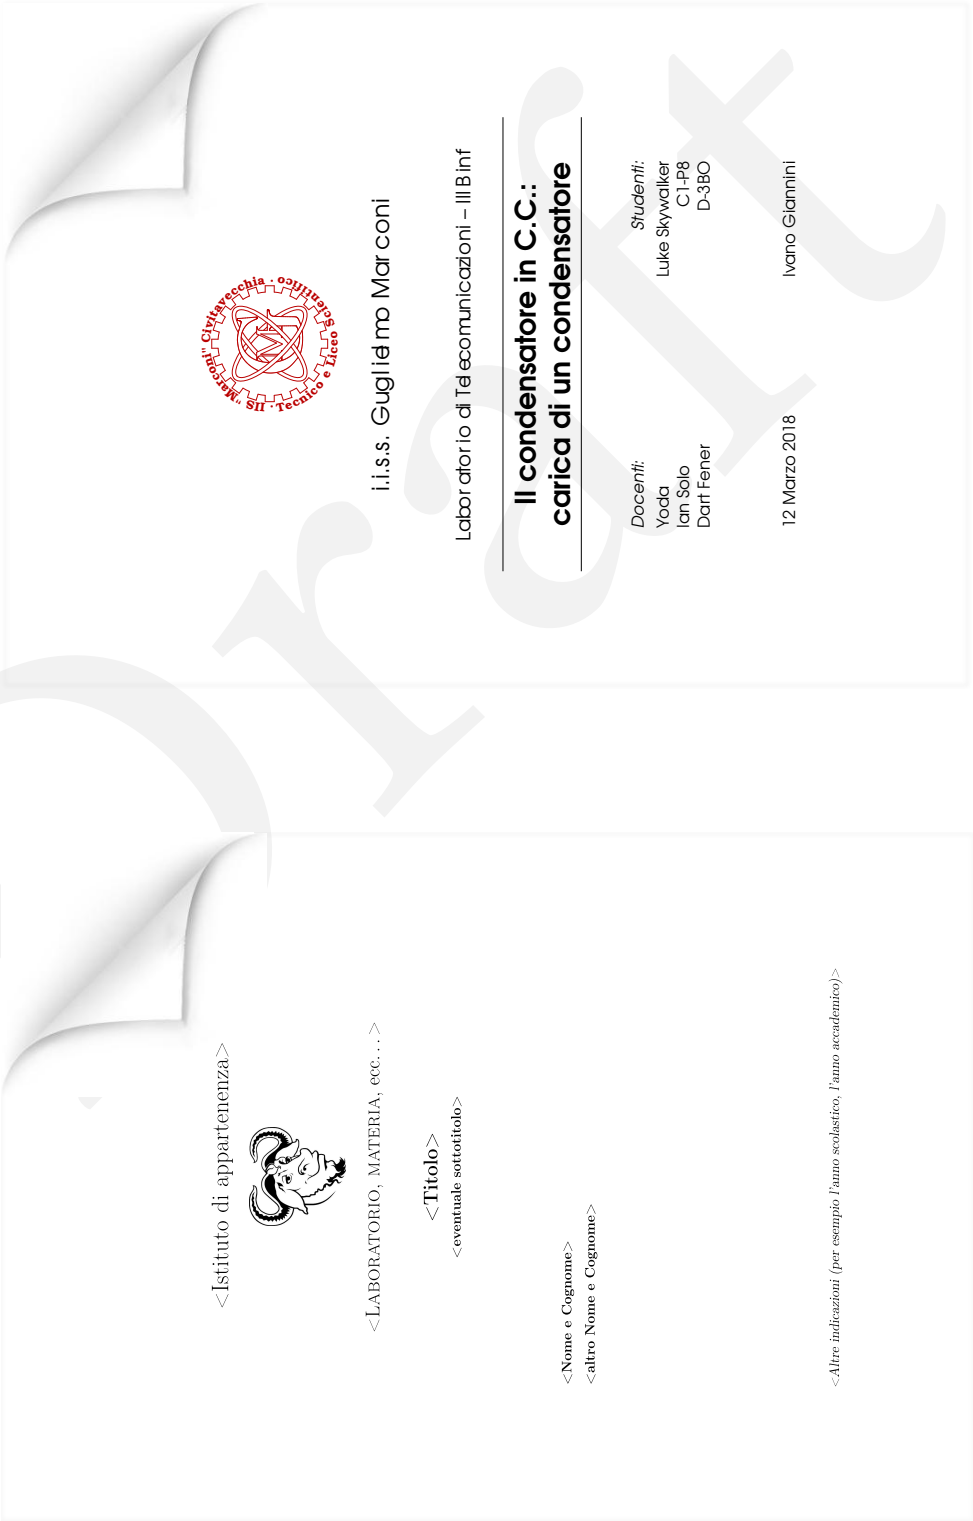 "Marconi" Civitavecchia · IIS · Tecnico e Liceo Scientifico ·
i.i.s.s. Guglielmo Marconi
Laboratorio di Telecomunicazioni – III B inf
Il condensatore in C.C.:
carica di un condensatore
Docenti:
Yoda
Ian Solo
Dart Fener
Studenti:
Luke Skywalker
C1-P8
D-3BO
12 Marzo 2018
Ivano Giannini
<Istituto di appartenenza>
<LABORATORIO, MATERIA, ecc...>
<Titolo>
<eventuale sottotitolo>
<Nome e Cognome>
<altro Nome e Cognome>
<Altre indicazioni (per esempio l'anno scolastico, l'anno accademico)>
Draft